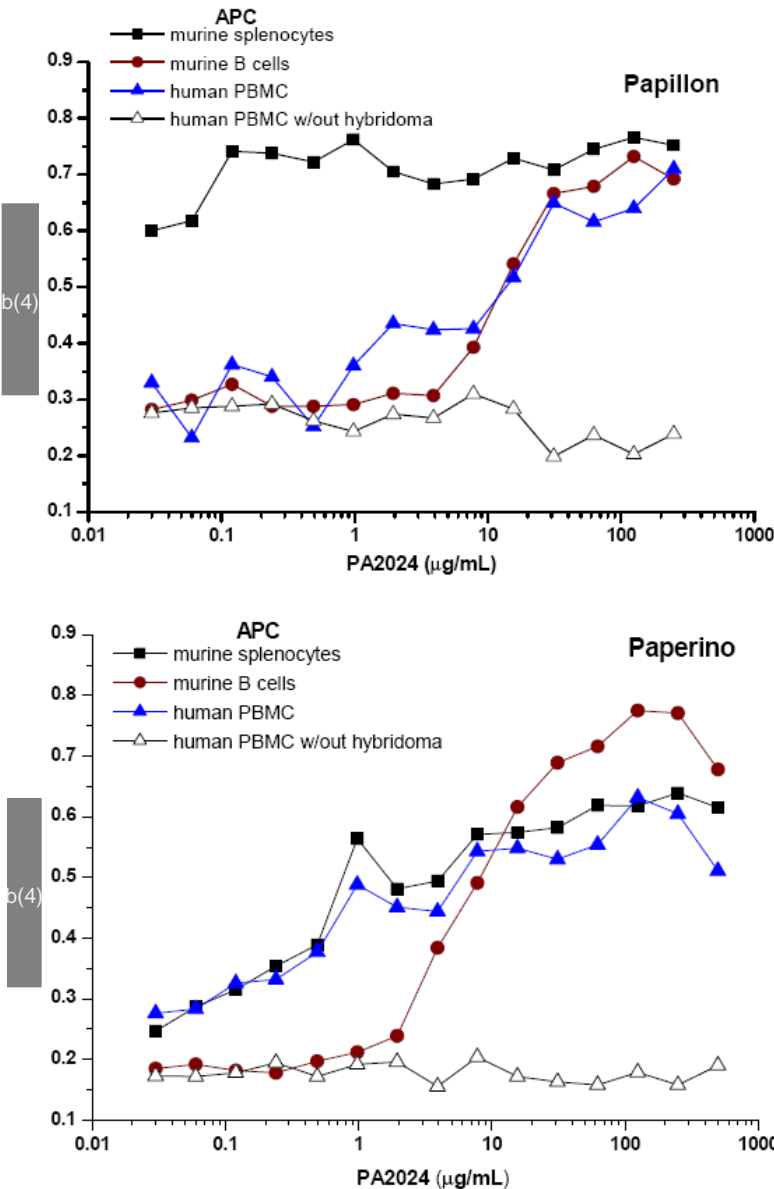 APC
murine splenocytes
murine B cells
human PBMC
human PBMC w/out hybridoma
Papillon
0.9
0.8
0.7
0.6
0.5
0.4
0.3
0.2
0.1
b(4)
0.01
0.1
1
10
100
1000
PA2024 (μg/mL)
APC
murine splenocytes
murine B cells
human PBMC
human PBMC w/out hybridoma
Paperino
0.9
0.8
0.7
0.6
0.5
0.4
0.3
0.2
0.1
b(4)
0.01
0.1
1
10
100
1000
PA2024 (μg/mL)